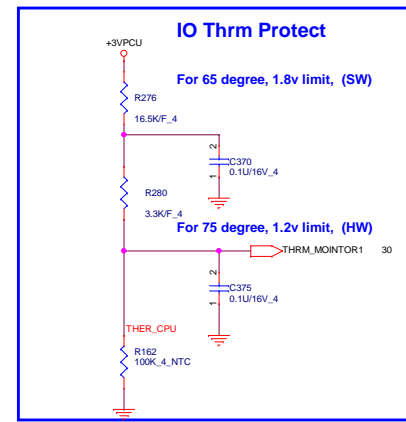 IO Thrm Protect
+3VPCU
For 65 degree, 1.8v limit, (SW)
R276
16.5K/F_4
2
C370
0.1U/16V_4
1
R280
3.3K/F_4
For 75 degree, 1.2v limit, (HW)
THRM_MOINTOR1 30
2
C375
0.1U/16V_4
1
THER_CPU
R162
100K_4_NTC